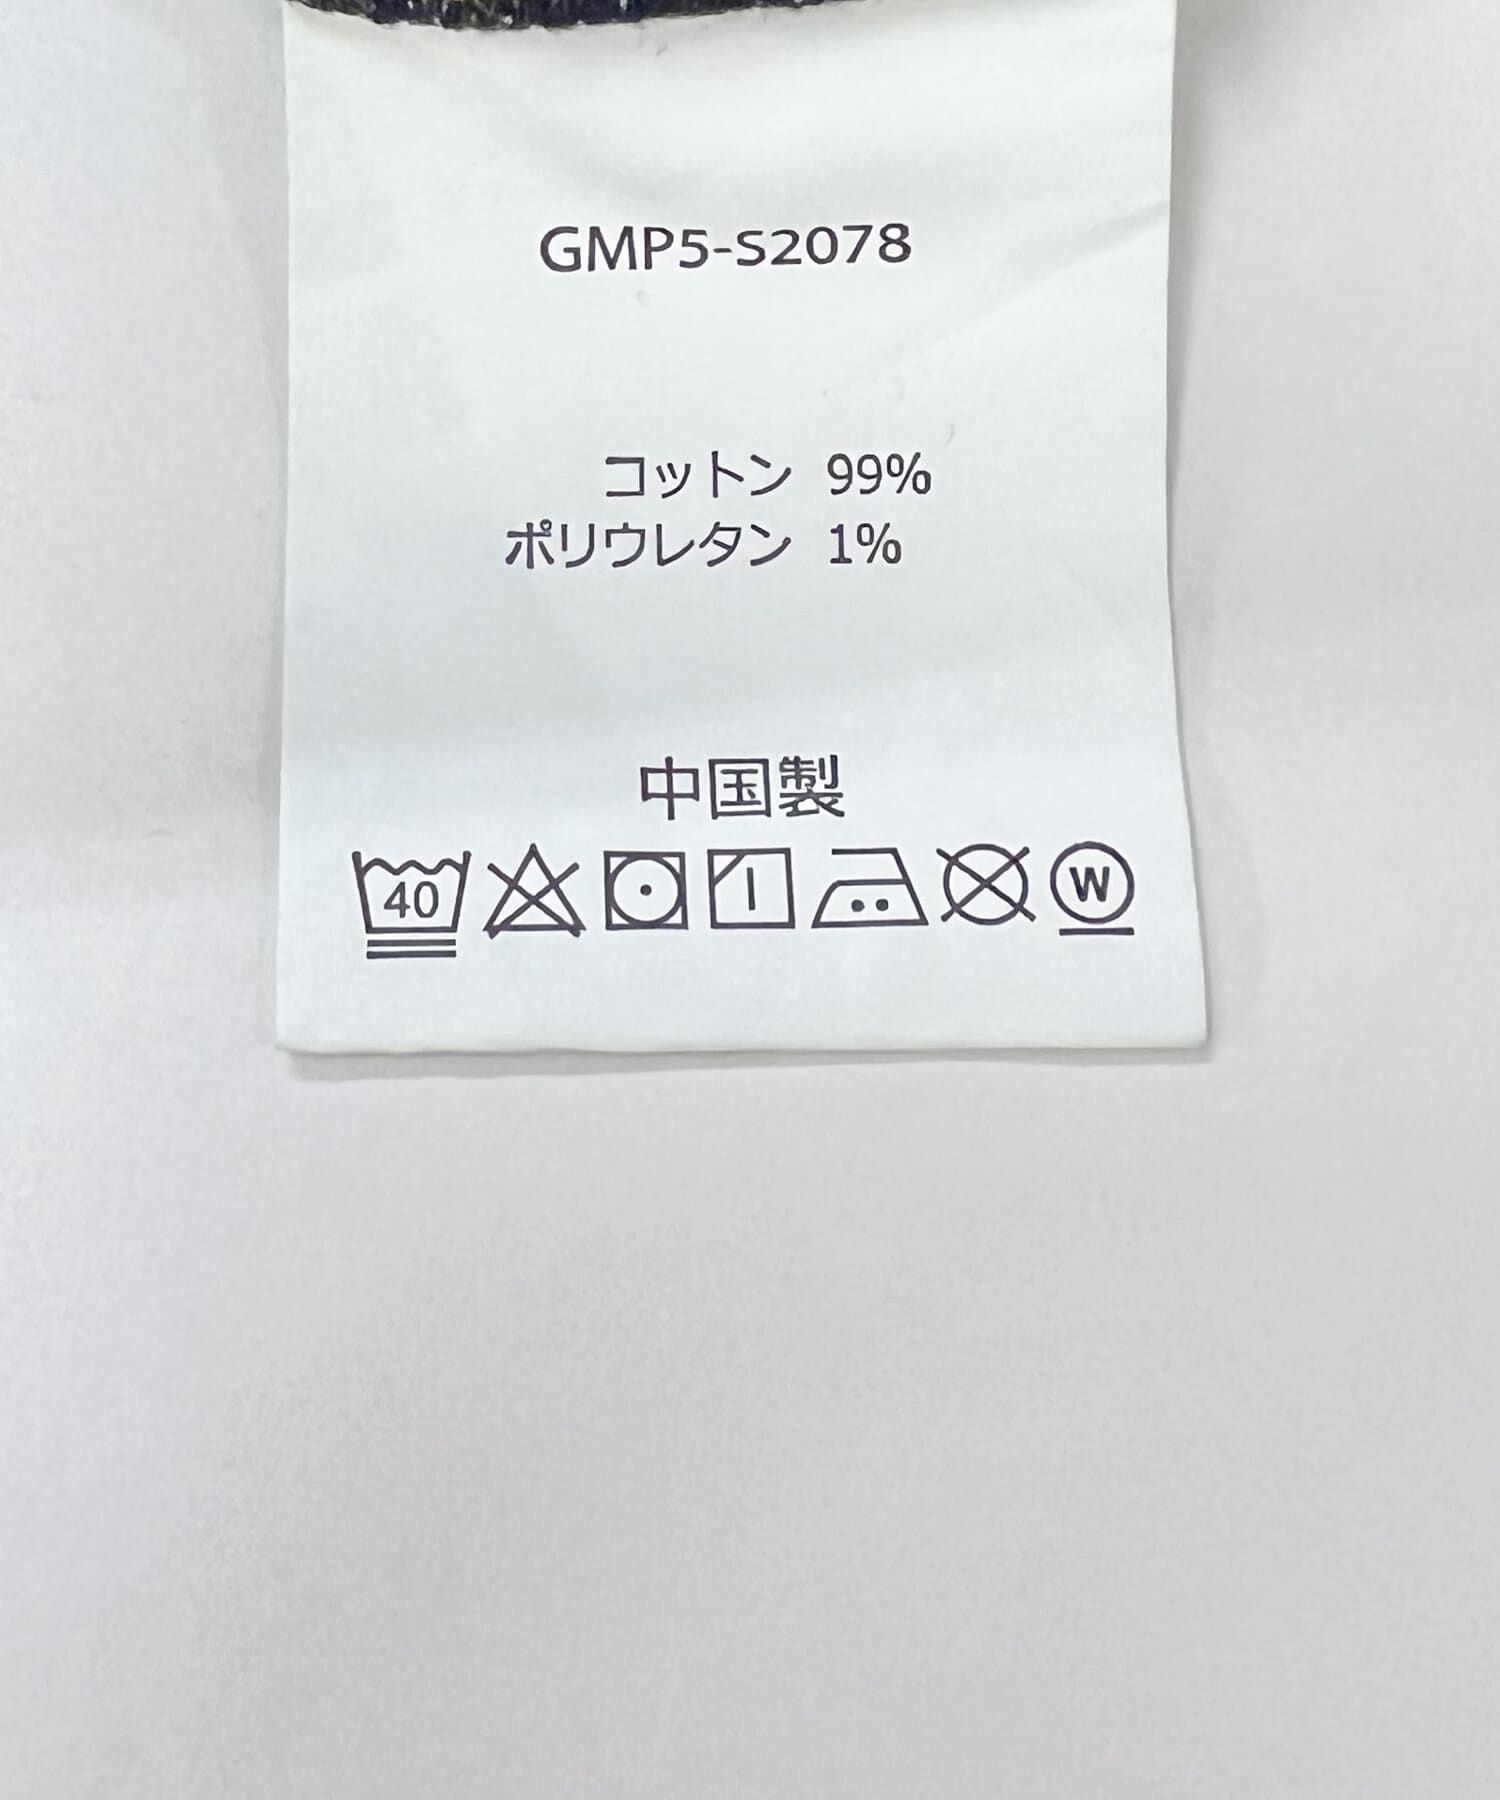 GMP5-S2078
コットン 99%
ポリウレタン 1%
中国製
40 W